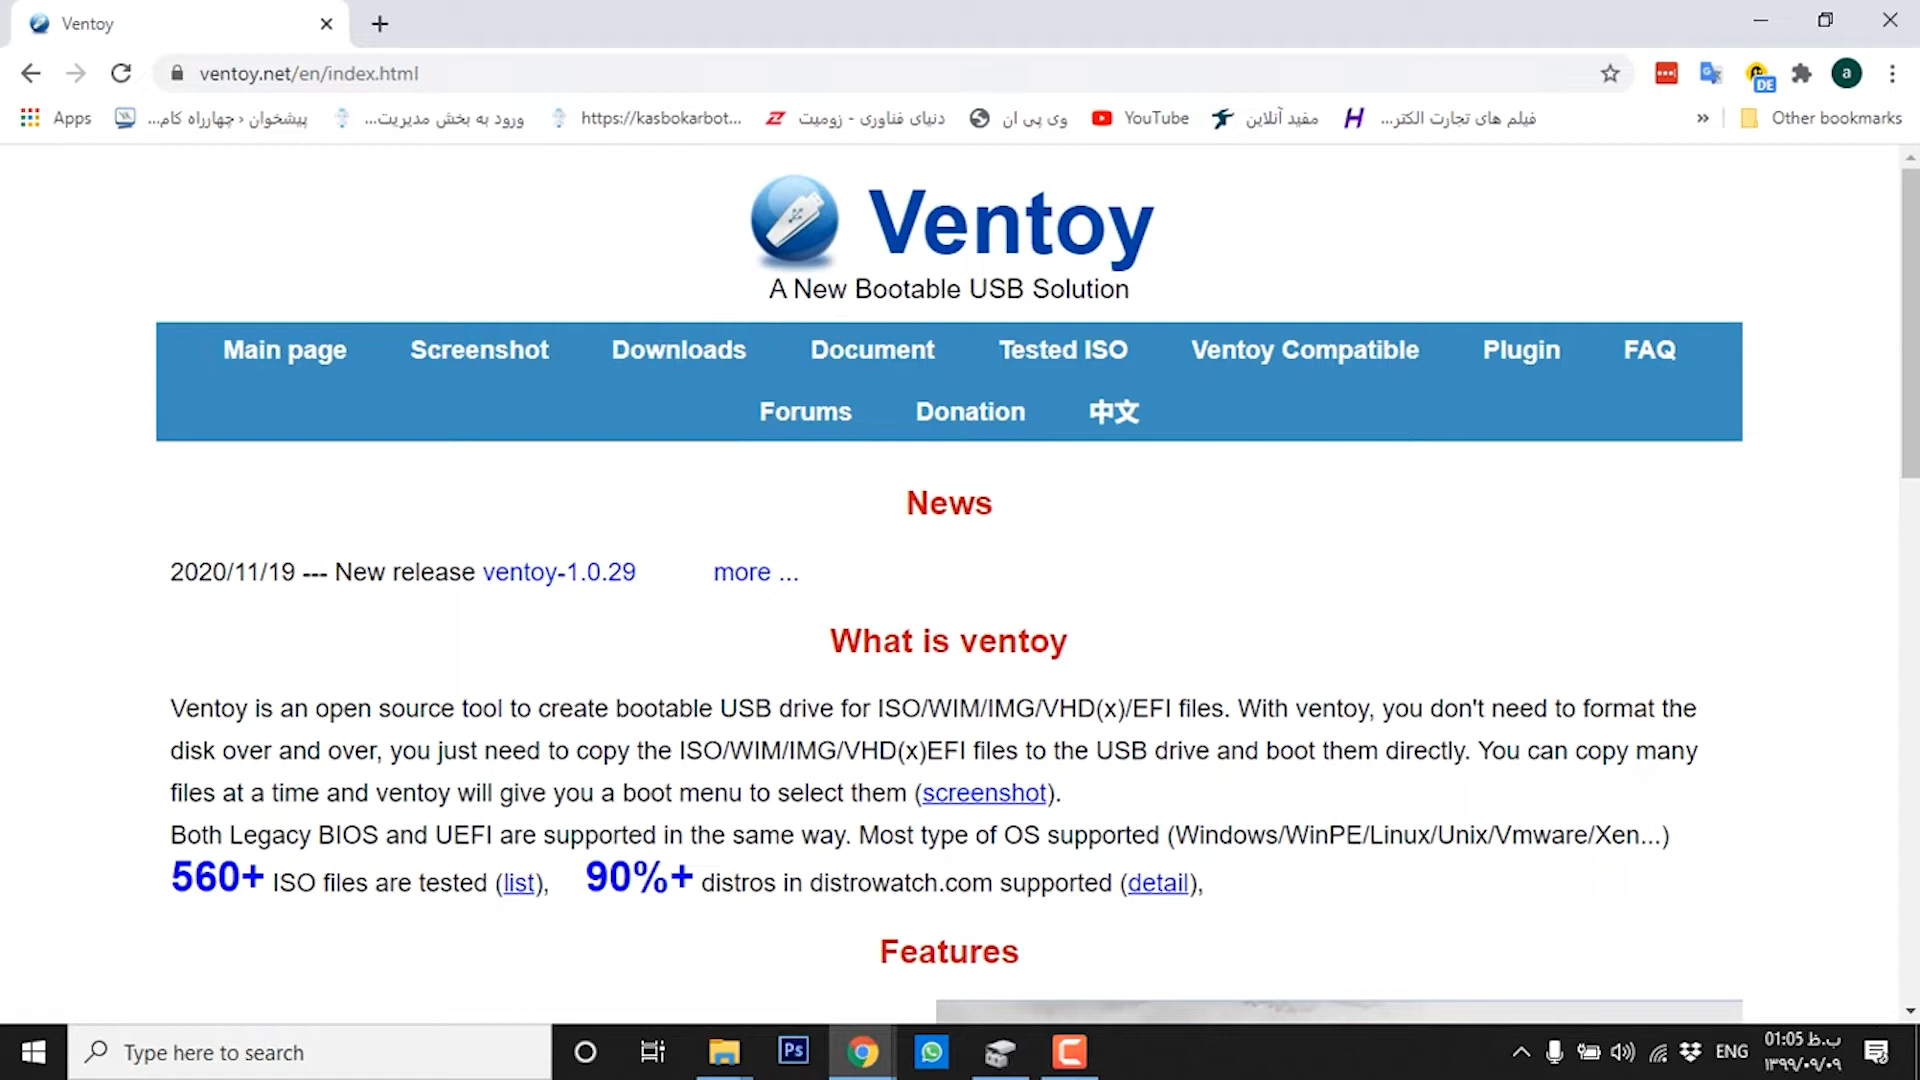 Ventoy
ventoy.net/en/index.html
Apps
پیشخوان ‹ چهارراه کام...
ورود به بخش مدیریت...
https://kasbokarbot...
دنیای فناوری - زومیت
وی پی ان
YouTube
مفید آنلاین
فیلم های تجارت الکتر...
»
Other bookmarks
DE
a
Ventoy
A New Bootable USB Solution
Main page Screenshot Downloads Document Tested ISO Ventoy Compatible Plugin FAQ
Forums Donation 中文
News
2020/11/19 --- New release ventoy-1.0.29 more ...
What is ventoy
Ventoy is an open source tool to create bootable USB drive for ISO/WIM/IMG/VHD(x)/EFI files. With ventoy, you don't need to format the
disk over and over, you just need to copy the ISO/WIM/IMG/VHD(x)EFI files to the USB drive and boot them directly. You can copy many
files at a time and ventoy will give you a boot menu to select them (screenshot).
Both Legacy BIOS and UEFI are supported in the same way. Most type of OS supported (Windows/WinPE/Linux/Unix/Vmware/Xen...)
560+ ISO files are tested (list), 90%+ distros in distrowatch.com supported (detail),
Features
Type here to search
Ps
ENG
01:05 ب.ظ
۱۳۹۹/۰۹/۰۹